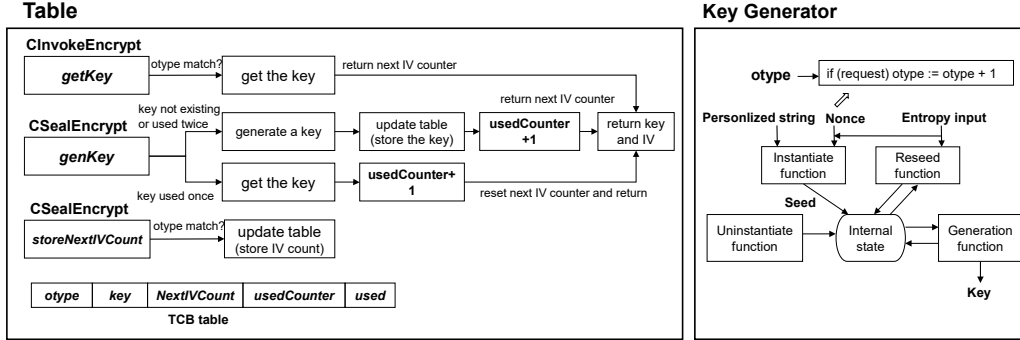 Table
CInvokeEncrypt
getKey
otype match?
get the key
return next IV counter
CSealEncrypt
genKey
key not existing
or used twice
generate a key
update table
(store the key)
return next IV counter
usedCounter
+1
return key
and IV
key used once
get the key
usedCounter+
1
reset next IV counter and return
CSealEncrypt
storeNextIVCount
otype match?
update table
(store IV count)
otype
key
NextIVCount
usedCounter
used
TCB table
Key Generator
otype
if (request) otype := otype + 1
Personlized string
Nonce
Entropy input
Instantiate
function
Reseed
function
Seed
Uninstantiate
function
Internal
state
Generation
function
Key